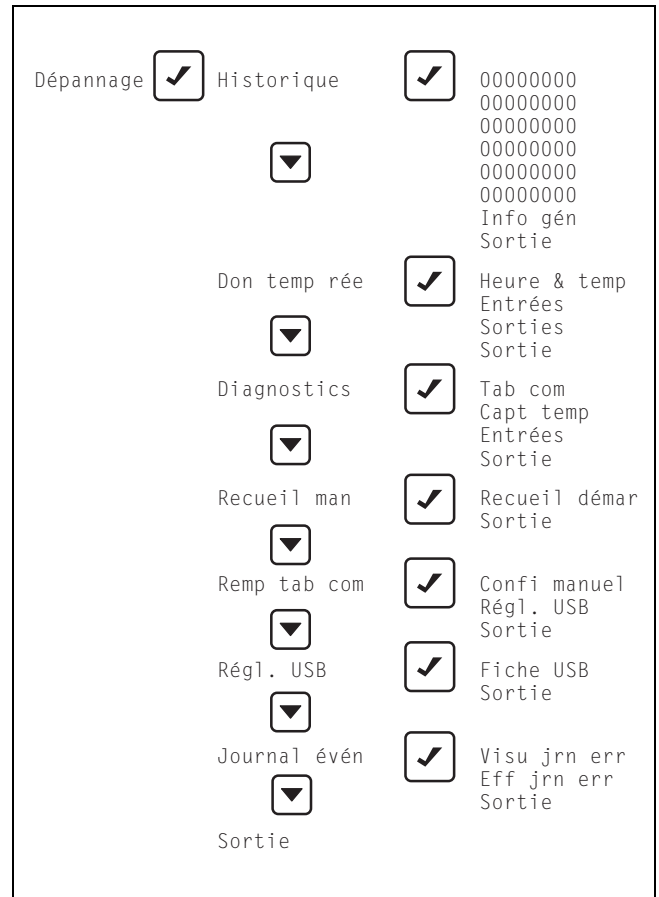 Dépannage Historique 00000000
00000000
00000000
00000000
00000000
00000000
Info gén
Sortie
Don temp rée Heure & temp
Entrées
Sorties
Sortie
Diagnostics Tab com
Capt temp
Entrées
Sortie
Recueil man Recueil démar
Sortie
Remp tab com Confi manuel
Régl. USB
Sortie
Régl. USB Fiche USB
Sortie
Journal évén Visu jrn err
Eff jrn err
Sortie
Sortie